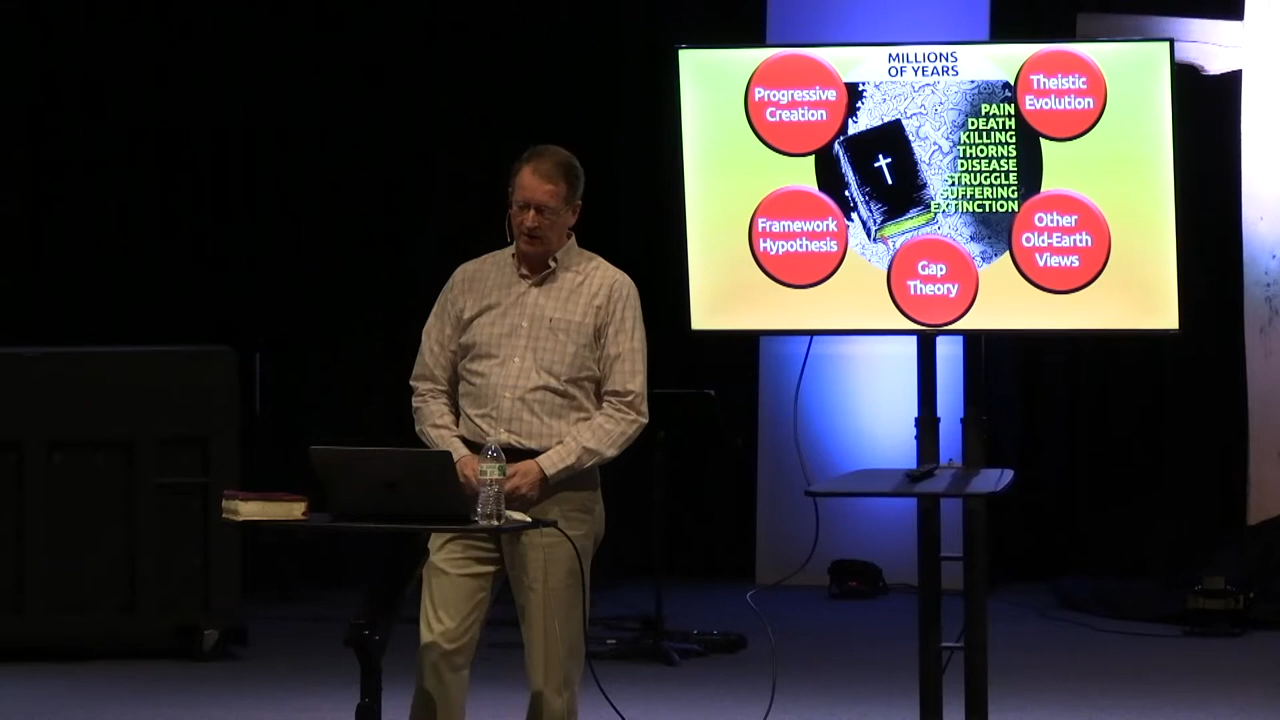 MILLIONS
OF YEARS
Progressive
Creation
Theistic
Evolution
PAIN
DEATH
KILLING
THORNS
DISEASE
STRUGGLE
SUFFERING
EXTINCTION
Framework
Hypothesis
Other
Old-Earth
Views
Gap
Theory